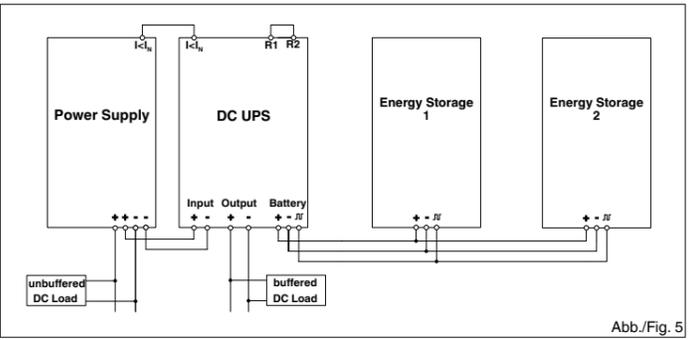 I<IN I<IN R1 R2
Power Supply
DC UPS
Energy Storage
1
Energy Storage
2
Input Output Battery
+ + - -
+ - + - + - ⎍
+ - ⎍
+ - ⎍
unbuffered
DC Load
buffered
DC Load
Abb./Fig. 5